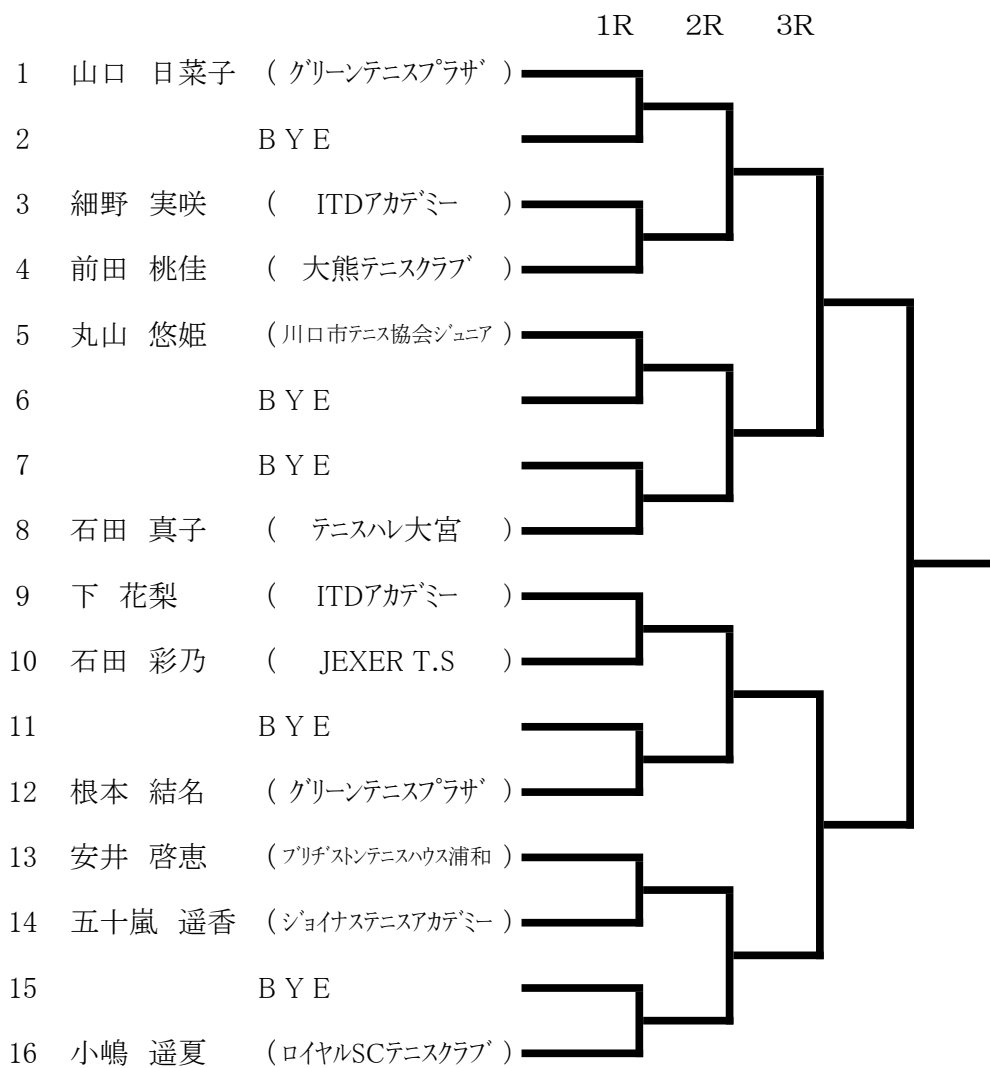 1R 2R 3R
1 山口 日菜子 ( グリーンテニスプラザ )
2 BYE
3 細野 実咲 ( ITDアカデミー )
4 前田 桃佳 ( 大熊テニスクラブ )
5 丸山 悠姫 ( 川口市テニス協会ジュニア )
6 BYE
7 BYE
8 石田 真子 ( テニスハレ大宮 )
9 下 花梨 ( ITDアカデミー )
10 石田 彩乃 ( JEXER T.S )
11 BYE
12 根本 結名 ( グリーンテニスプラザ )
13 安井 啓恵 ( ブリヂストンテニスハウス浦和 )
14 五十嵐 遥香 ( ジョイナステニスアカデミー )
15 BYE
16 小嶋 遥夏 ( ロイヤルSCテニスクラブ )